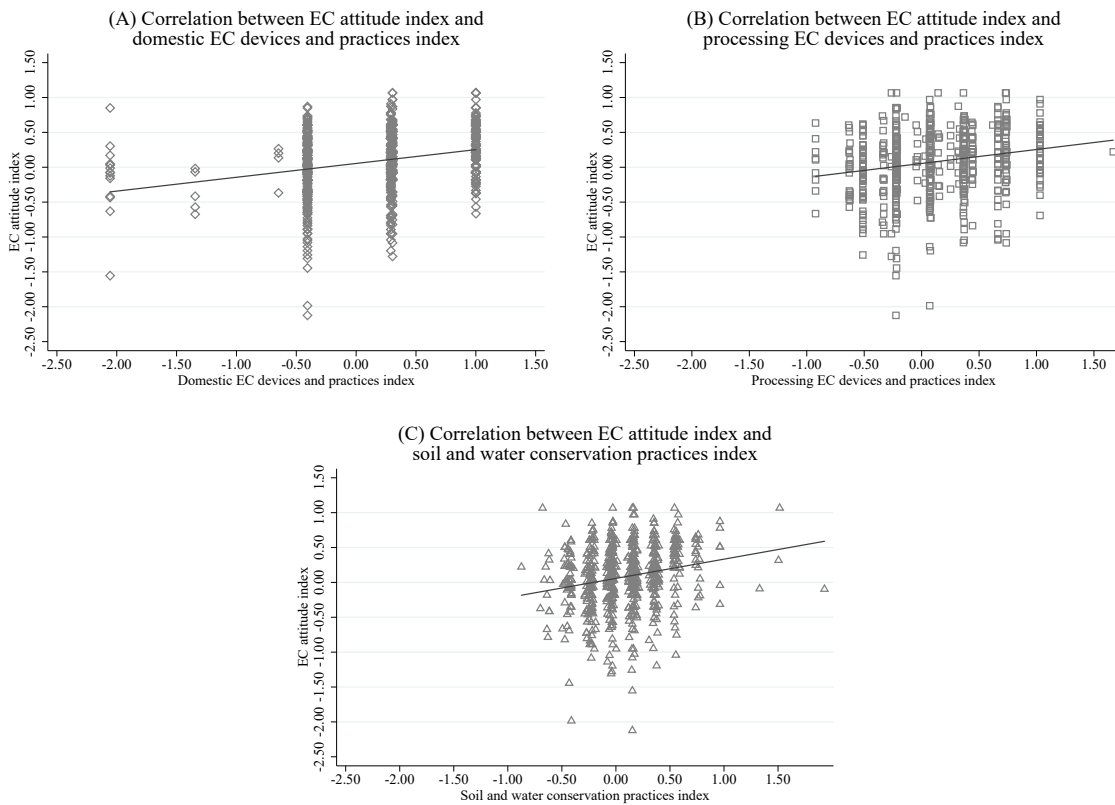 (A) Correlation between EC attitude index and
domestic EC devices and practices index
EC attitude index
1.50
1.00
0.50
0.00
-0.50
-1.00
-1.50
-2.00
-2.50
-2.50 -2.00 -1.50 -1.00 -0.50 0.00 0.50 1.00 1.50
Domestic EC devices and practices index
(B) Correlation between EC attitude index and
processing EC devices and practices index
EC attitude index
1.50
1.00
0.50
0.00
-0.50
-1.00
-1.50
-2.00
-2.50
-2.50 -2.00 -1.50 -1.00 -0.50 0.00 0.50 1.00 1.50
Processing EC devices and practices index
(C) Correlation between EC attitude index and
soil and water conservation practices index
EC attitude index
1.50
1.00
0.50
0.00
-0.50
-1.00
-1.50
-2.00
-2.50
-2.50 -2.00 -1.50 -1.00 -0.50 0.00 0.50 1.00 1.50
Soil and water conservation practices index